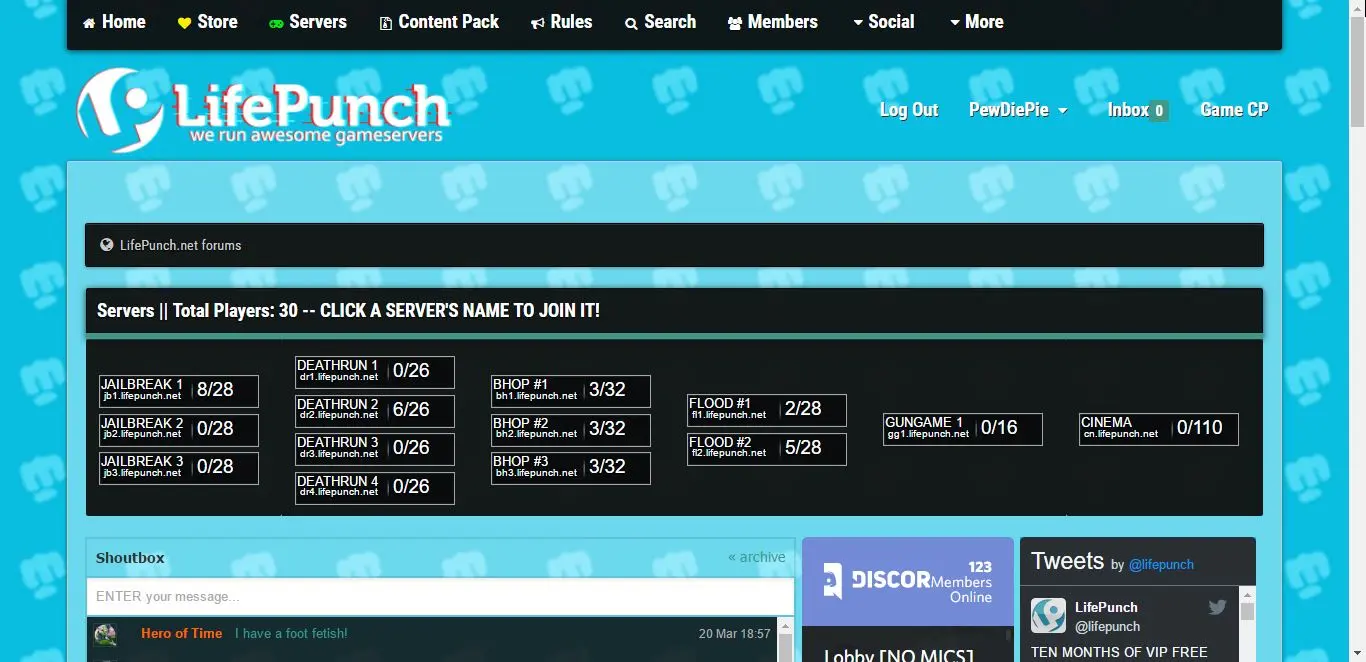 Home Store Servers Content Pack Rules Search Members Social More
LifePunch
we run awesome gameservers
Log Out PewDiePie Inbox 0 Game CP
LifePunch.net forums
Servers || Total Players: 30 -- CLICK A SERVER'S NAME TO JOIN IT!
JAILBREAK 1
jb1.lifepunch.net
8/28
JAILBREAK 2
jb2.lifepunch.net
0/28
JAILBREAK 3
jb3.lifepunch.net
0/28
DEATHRUN 1
dr1.lifepunch.net
0/26
DEATHRUN 2
dr2.lifepunch.net
6/26
DEATHRUN 3
dr3.lifepunch.net
0/26
DEATHRUN 4
dr4.lifepunch.net
0/26
BHOP #1
bh1.lifepunch.net
3/32
BHOP #2
bh2.lifepunch.net
3/32
BHOP #3
bh3.lifepunch.net
3/32
FLOOD #1
fl1.lifepunch.net
2/28
FLOOD #2
fl2.lifepunch.net
5/28
GUNGAME 1
gg1.lifepunch.net
0/16
CINEMA
cn.lifepunch.net
0/110
Shoutbox « archive
ENTER your message...
Hero of Time I have a foot fetish! 20 Mar 18:57
DISCOR
123
Members
Online
Lobby [NO MICS]
Tweets by @lifepunch
LifePunch
@lifepunch
TEN MONTHS OF VIP FREE